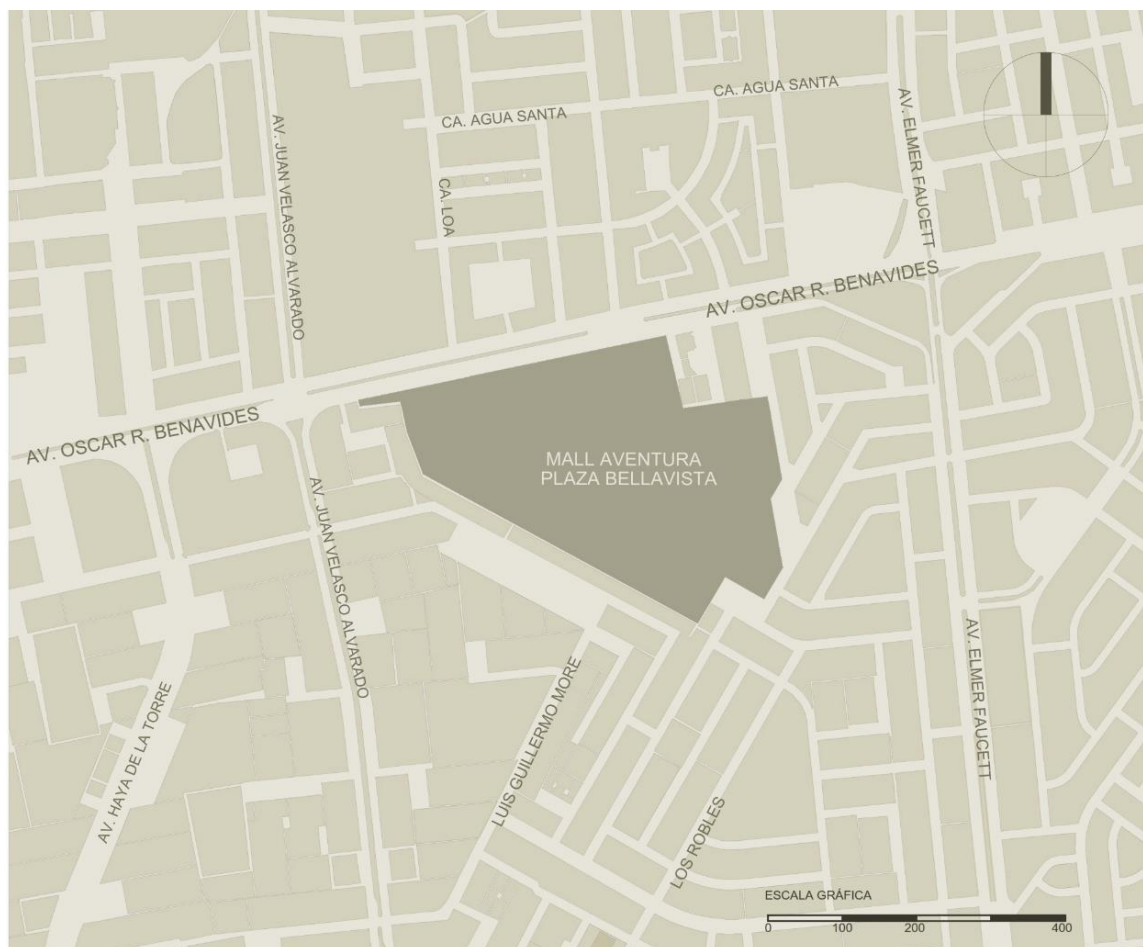 CA. AGUA SANTA
CA. AGUA SANTA
AV. ELMER FAUCETT
AV. JUAN VELASCO ALVARADO
CA. LOA
AV. OSCAR R. BENAVIDES
AV. OSCAR R. BENAVIDES
MALL AVENTURA
PLAZA BELLAVISTA
AV. JUAN VELASCO ALVARADO
AV. ELMER FAUCETT
AV. HAYA DE LA TORRE
LUIS GUILLERMO MORE
LOS ROBLES
ESCALA GRÁFICA
0 100 200 400